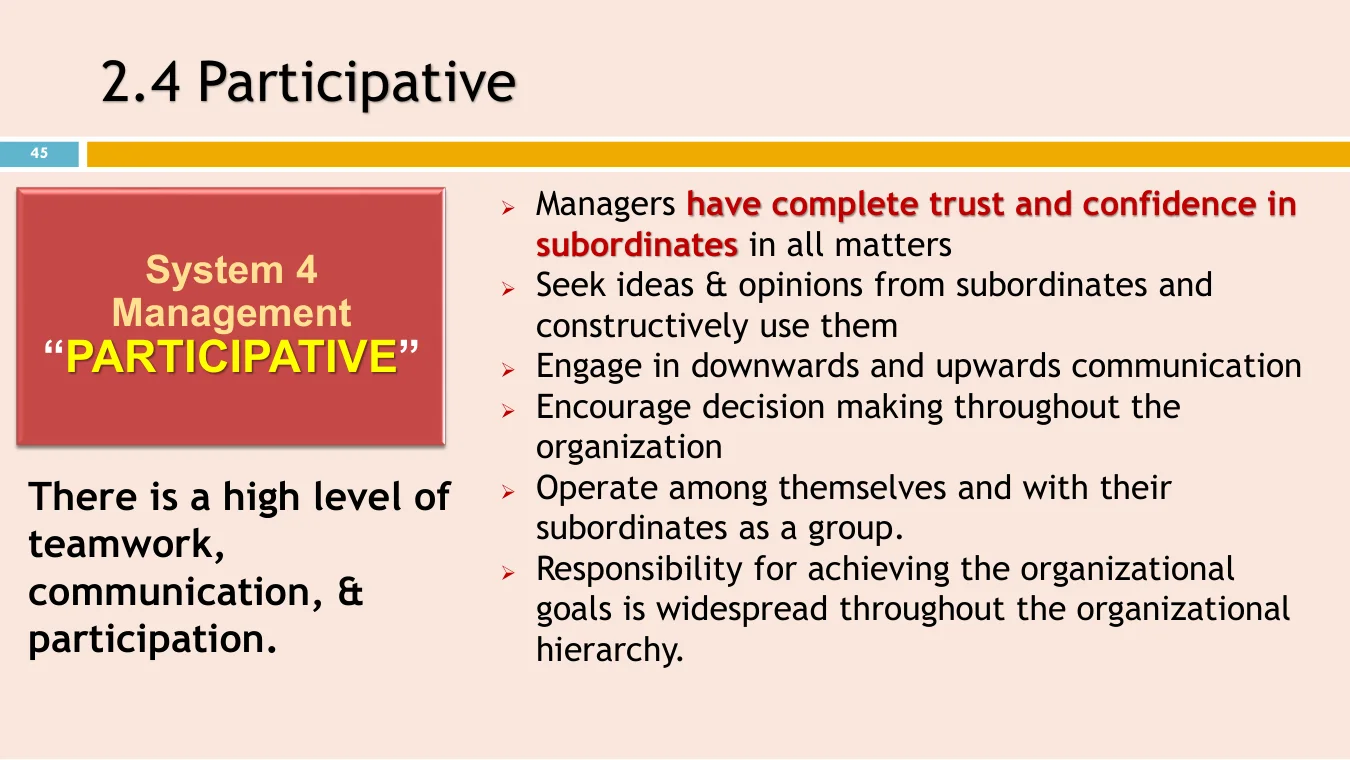 2.4 Participative
45
System 4
Management
“PARTICIPATIVE”
There is a high level of
teamwork,
communication, &
participation.
Managers have complete trust and confidence in
subordinates in all matters
Seek ideas & opinions from subordinates and
constructively use them
Engage in downwards and upwards communication
Encourage decision making throughout the
organization
Operate among themselves and with their
subordinates as a group.
Responsibility for achieving the organizational
goals is widespread throughout the organizational
hierarchy.